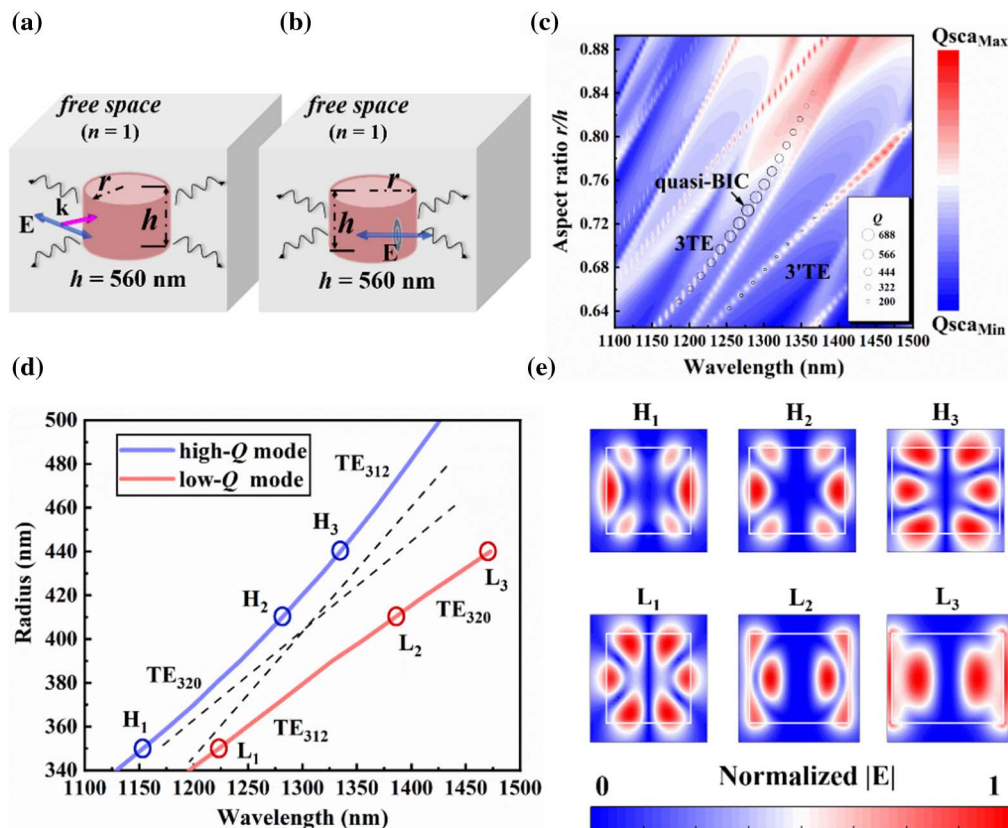 (a)
free space
(n = 1)
r
k
E
h
h = 560 nm
(b)
free space
(n = 1)
r
h
E
h = 560 nm
(c)
Aspect ratio r/h
0.88
0.84
0.80
0.76
0.72
0.68
0.64
quasi-BIC
3TE
3'TE
Q
688
566
444
322
200
1100 1150 1200 1250 1300 1350 1400 1450 1500
Wavelength (nm)
QscaMax
QscaMin
(d)
Radius (nm)
500
480
460
440
420
400
380
360
340
high-Q mode
low-Q mode
TE312
H3
H2
L3
TE320
L2
TE320
H1
TE312
L1
1100 1150 1200 1250 1300 1350 1400 1450 1500
Wavelength (nm)
(e)
H1 H2 H3
L1 L2 L3
0 Normalized |E| 1